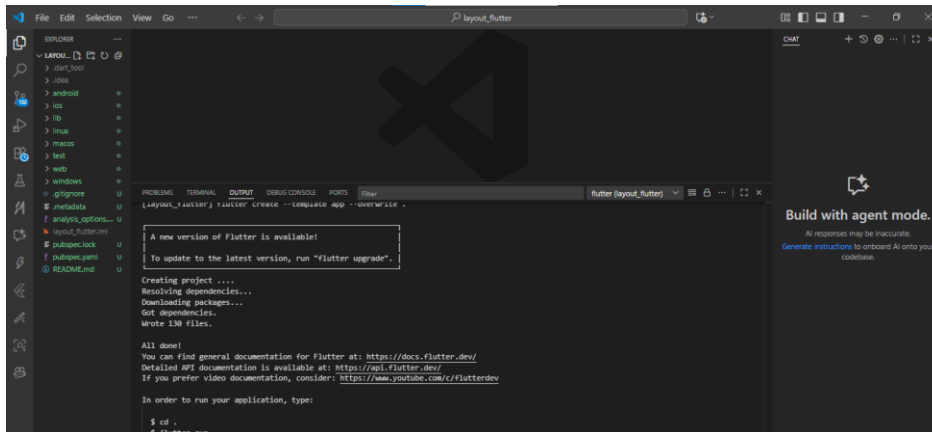 File Edit Selection View Go ···
layout_flutter
EXPLORER
LAYOU...
> .dart_tool
> .idea
> android
> ios
> lib
> linux
> macos
> test
> web
> windows
.gitignore U
.metadata U
! analysis_options... U
layout_flutter.iml
pubspec.lock U
! pubspec.yaml U
README.md U
PROBLEMS TERMINAL OUTPUT DEBUG CONSOLE PORTS
Filter
flutter (layout_flutter)
[layout_flutter] flutter create --template app --overwrite .
A new version of Flutter is available!
To update to the latest version, run "flutter upgrade".
Creating project ....
Resolving dependencies...
Downloading packages...
Got dependencies.
Wrote 130 files.
All done!
You can find general documentation for Flutter at: https://docs.flutter.dev/
Detailed API documentation is available at: https://api.flutter.dev/
If you prefer video documentation, consider: https://www.youtube.com/c/flutterdev
In order to run your application, type:
$ cd .
$ flutter run
CHAT
Build with agent mode.
AI responses may be inaccurate.
Generate instructions to onboard AI onto your
codebase.